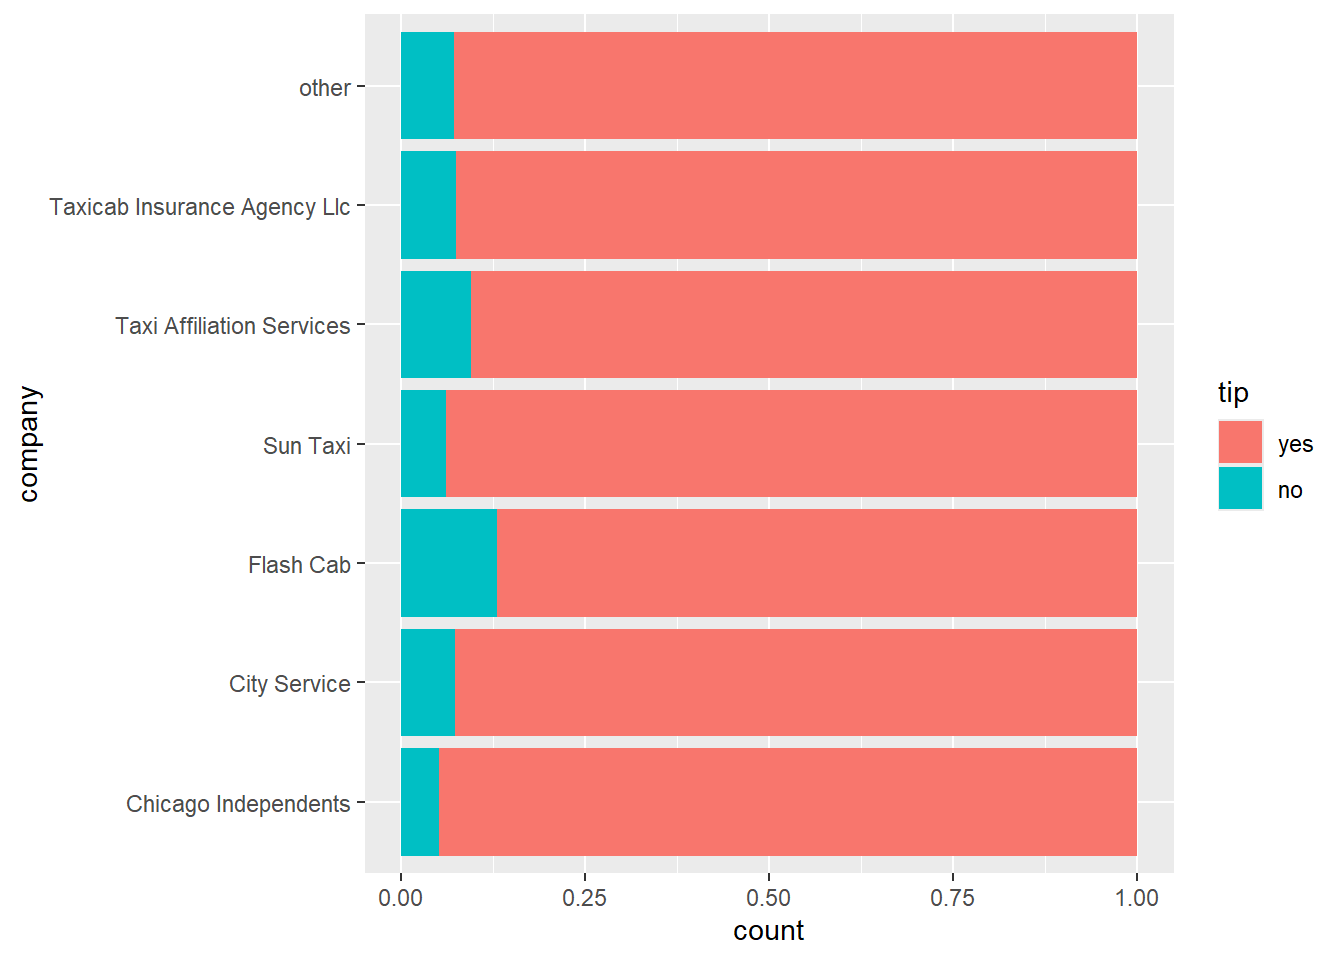 other
Taxicab Insurance Agency Llc
Taxi Affiliation Services
Sun Taxi
Flash Cab
City Service
Chicago Independents
company
0.00 0.25 0.50 0.75 1.00
count
tip
yes
no